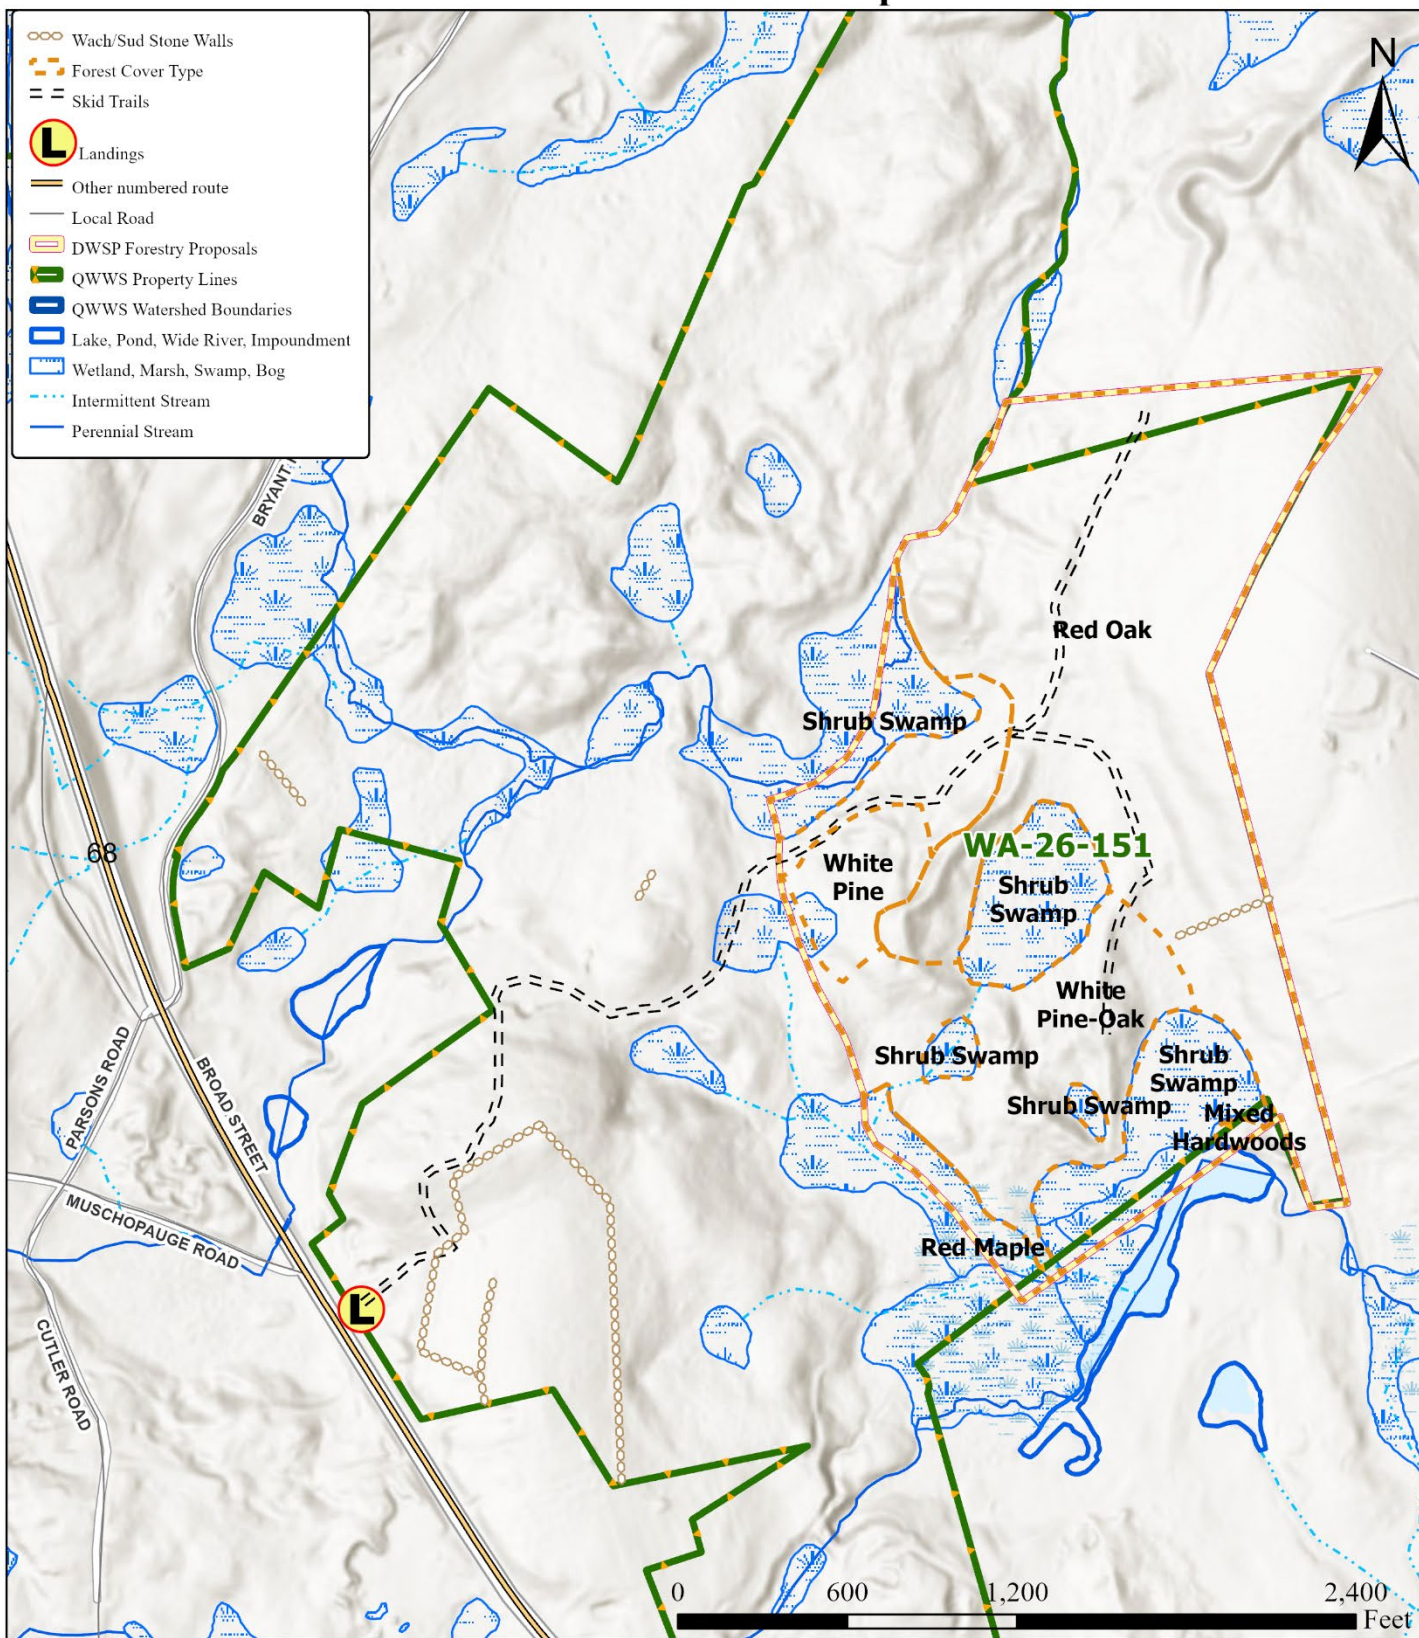 Wach/Sud Stone Walls
Forest Cover Type
Skid Trails
L
Landings
Other numbered route
Local Road
DWSP Forestry Proposals
QWWS Property Lines
QWWS Watershed Boundaries
Lake, Pond, Wide River, Impoundment
Wetland, Marsh, Swamp, Bog
Intermittent Stream
Perennial Stream
N
BRYANT
Red Oak
Shrub Swamp
68
WA-26-151
White
Pine
Shrub
Swamp
White
Pine-Oak
Shrub Swamp
Shrub
Swamp
Shrub Swamp
Mixed
Hardwoods
PARSONS ROAD
BROAD STREET
MUSCHOPAUGE ROAD
Red Maple
L
CUTLER ROAD
0 600 1,200 2,400
Feet